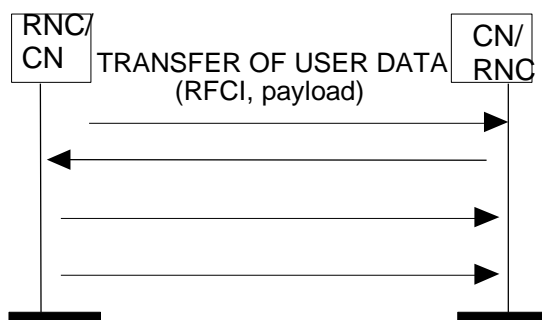 RNC/
CN
CN/
RNC
TRANSFER OF USER DATA
(RFCI, payload)